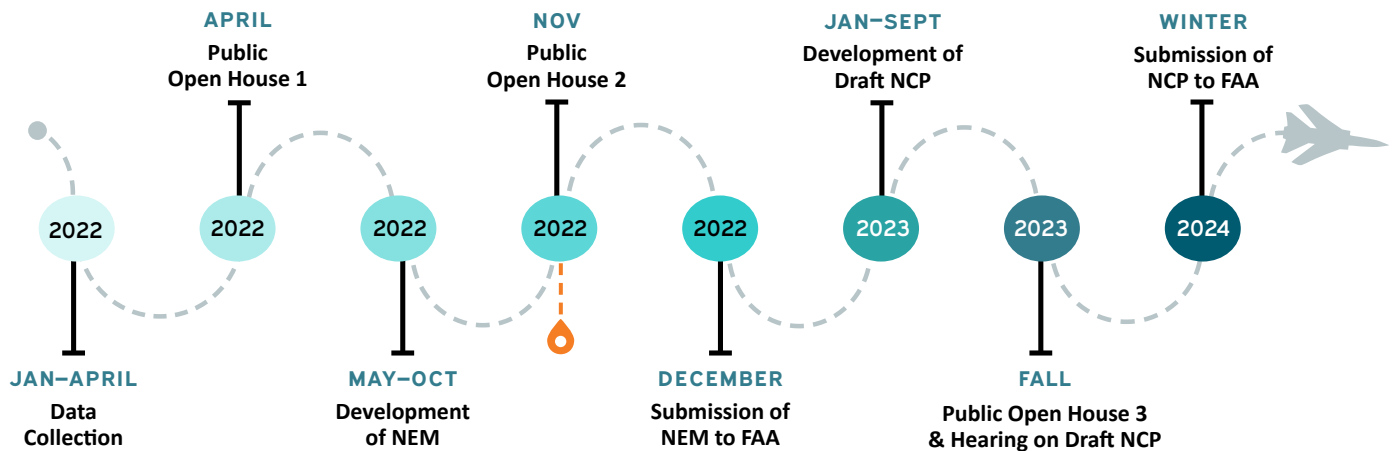 APRIL
Public
Open House 1
NOV
Public
Open House 2
JAN–SEPT
Development of
Draft NCP
WINTER
Submission of
NCP to FAA
2022
2022
2022
2022
2022
2023
2023
2024
JAN–APRIL
Data
Collection
MAY–OCT
Development
of NEM
DECEMBER
Submission of
NEM to FAA
FALL
Public Open House 3
& Hearing on Draft NCP